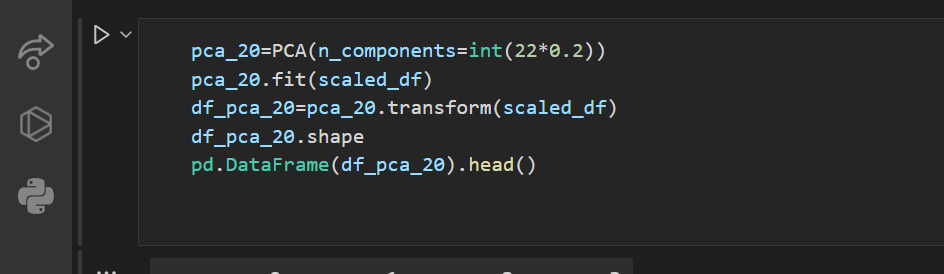 pca_20=PCA(n_components=int(22*0.2))
pca_20.fit(scaled_df)
df_pca_20=pca_20.transform(scaled_df)
df_pca_20.shape
pd.DataFrame(df_pca_20).head()